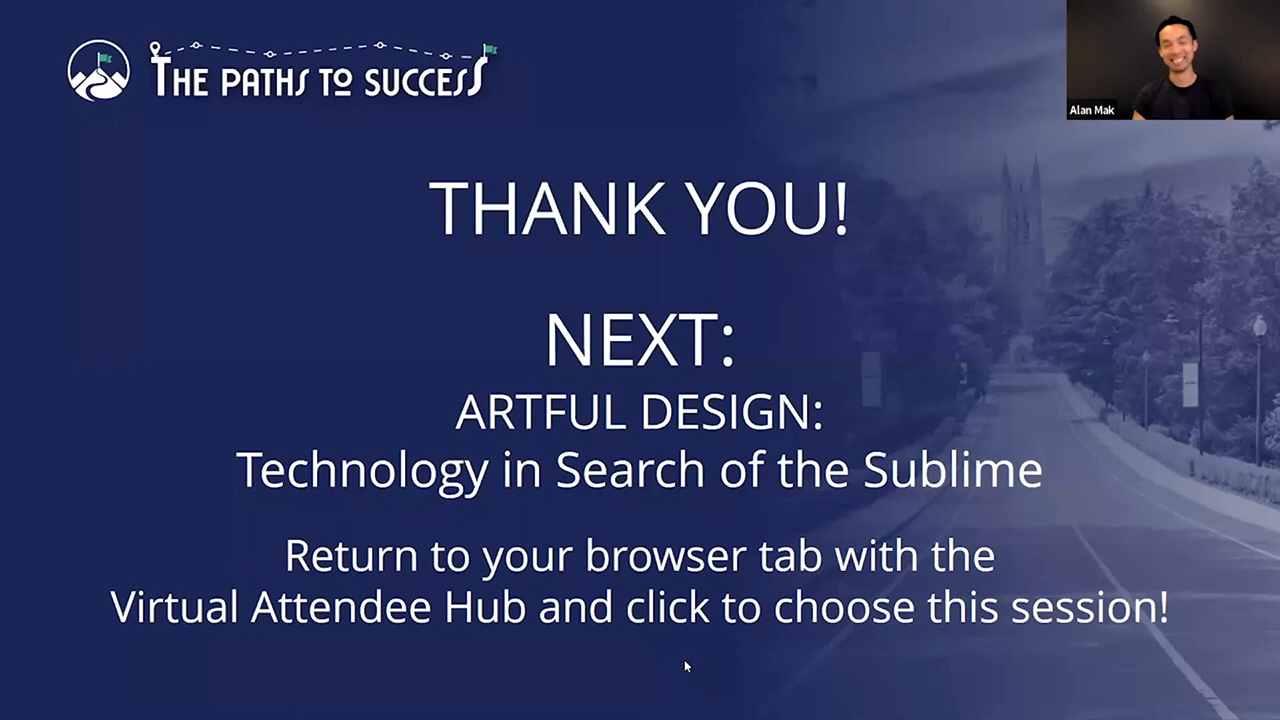 THE PATHS TO SUCCESS
Alan Mak
THANK YOU!
NEXT:
ARTFUL DESIGN:
Technology in Search of the Sublime
Return to your browser tab with the
Virtual Attendee Hub and click to choose this session!